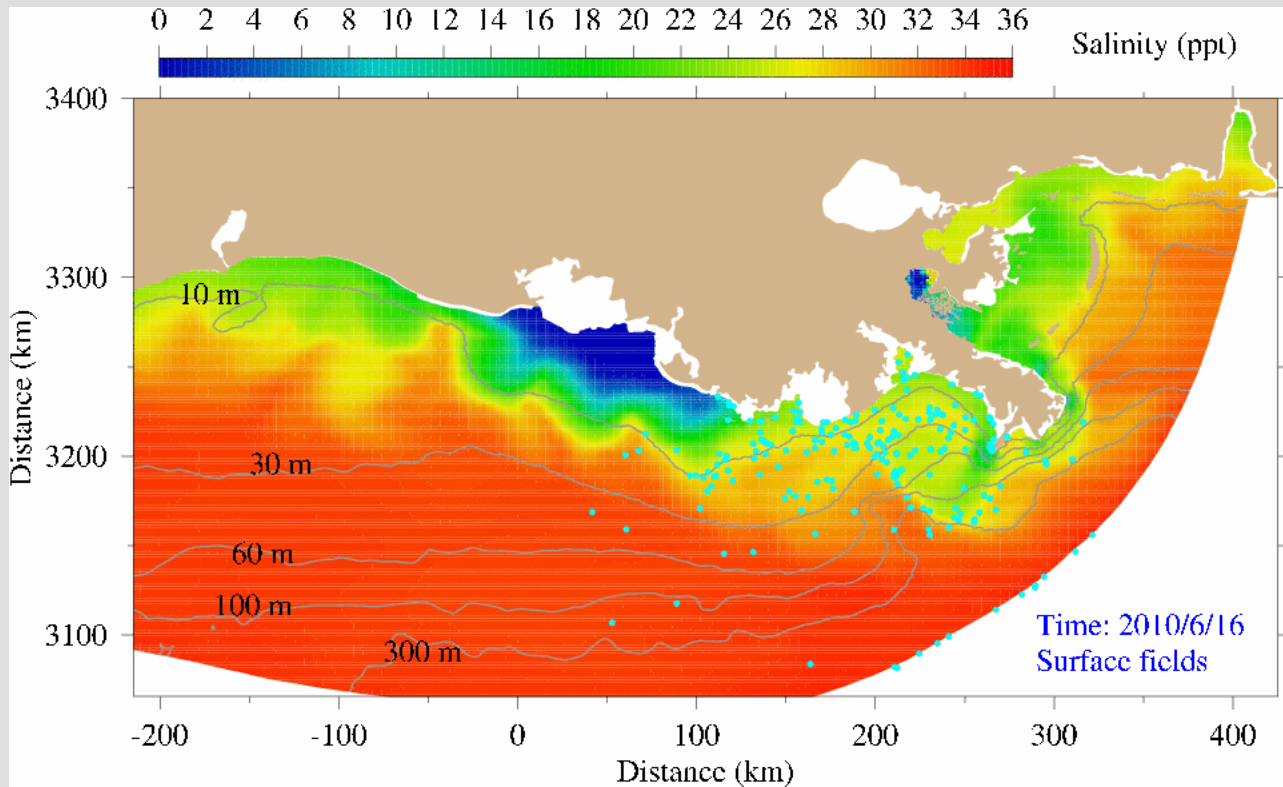 0 2 4 6 8 10 12 14 16 18 20 22 24 26 28 30 32 34 36
Salinity (ppt)
3400
3300
3200
3100
Distance (km)
10 m
30 m
60 m
100 m
300 m
Time: 2010/6/16
Surface fields
-200 -100 0 100 200 300 400
Distance (km)